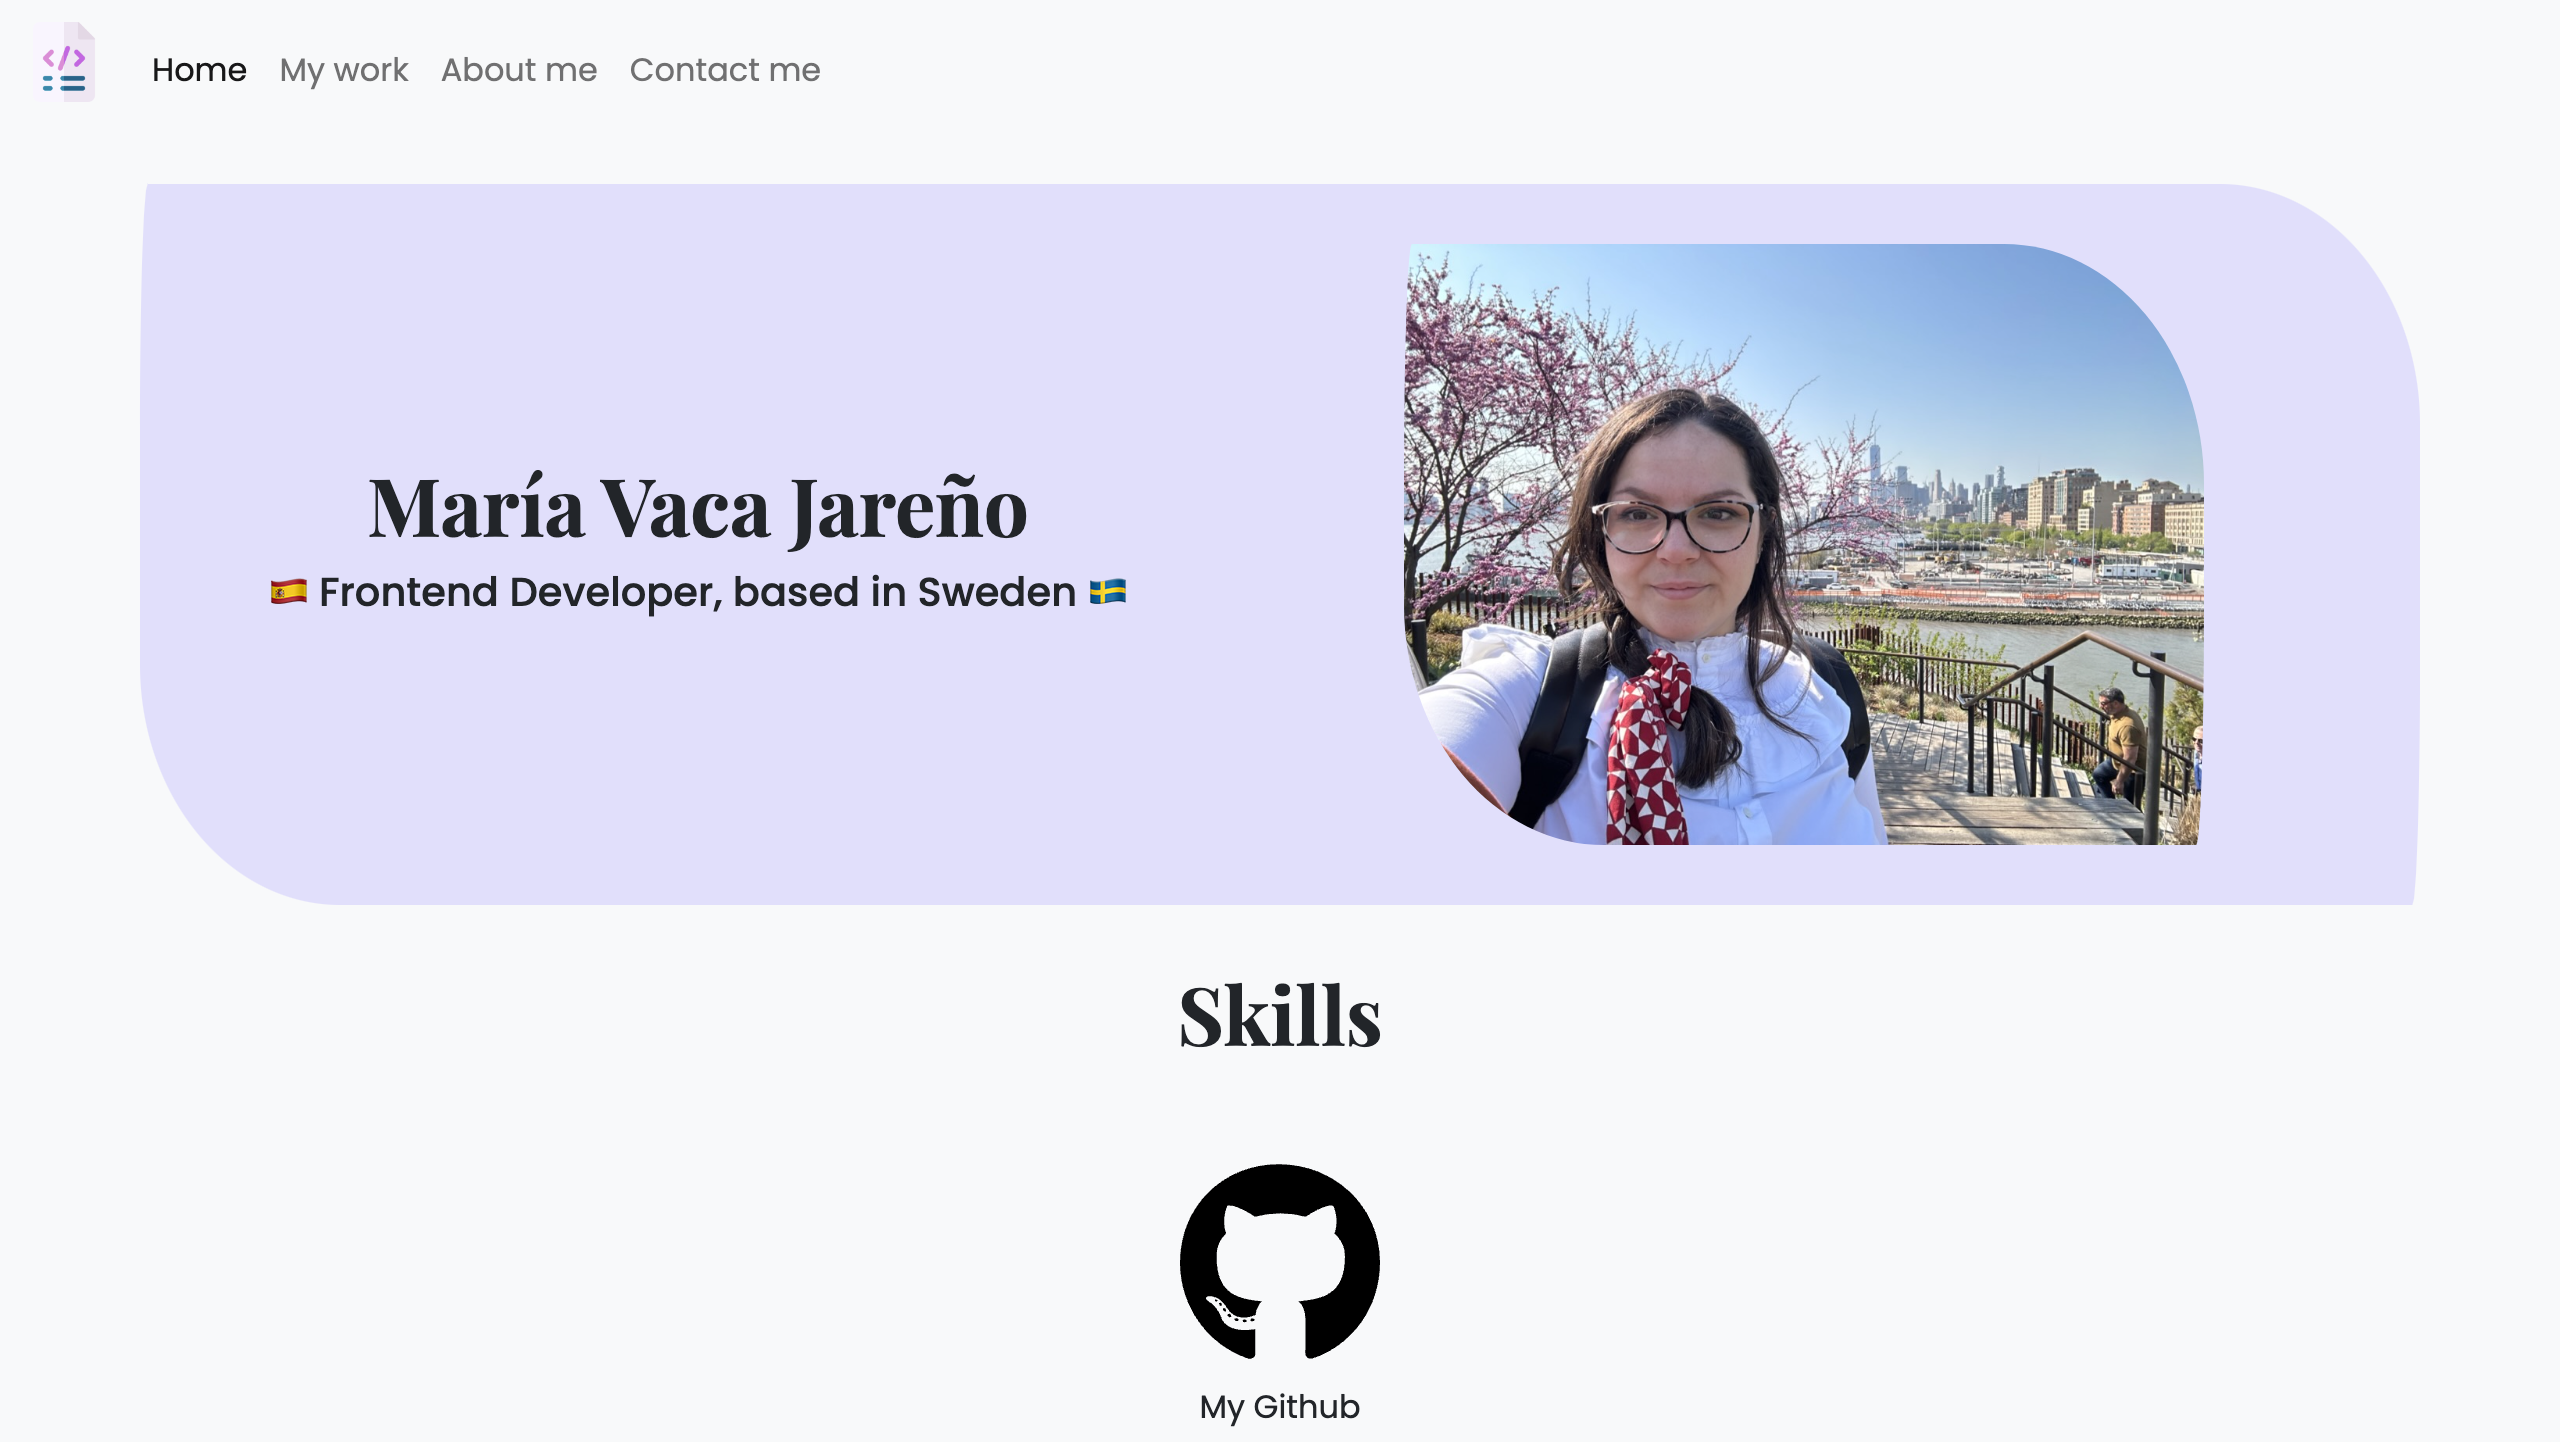 Home My work About me Contact me
María Vaca Jareño
🇪🇸 Frontend Developer, based in Sweden 🇸🇪
Skills
My Github